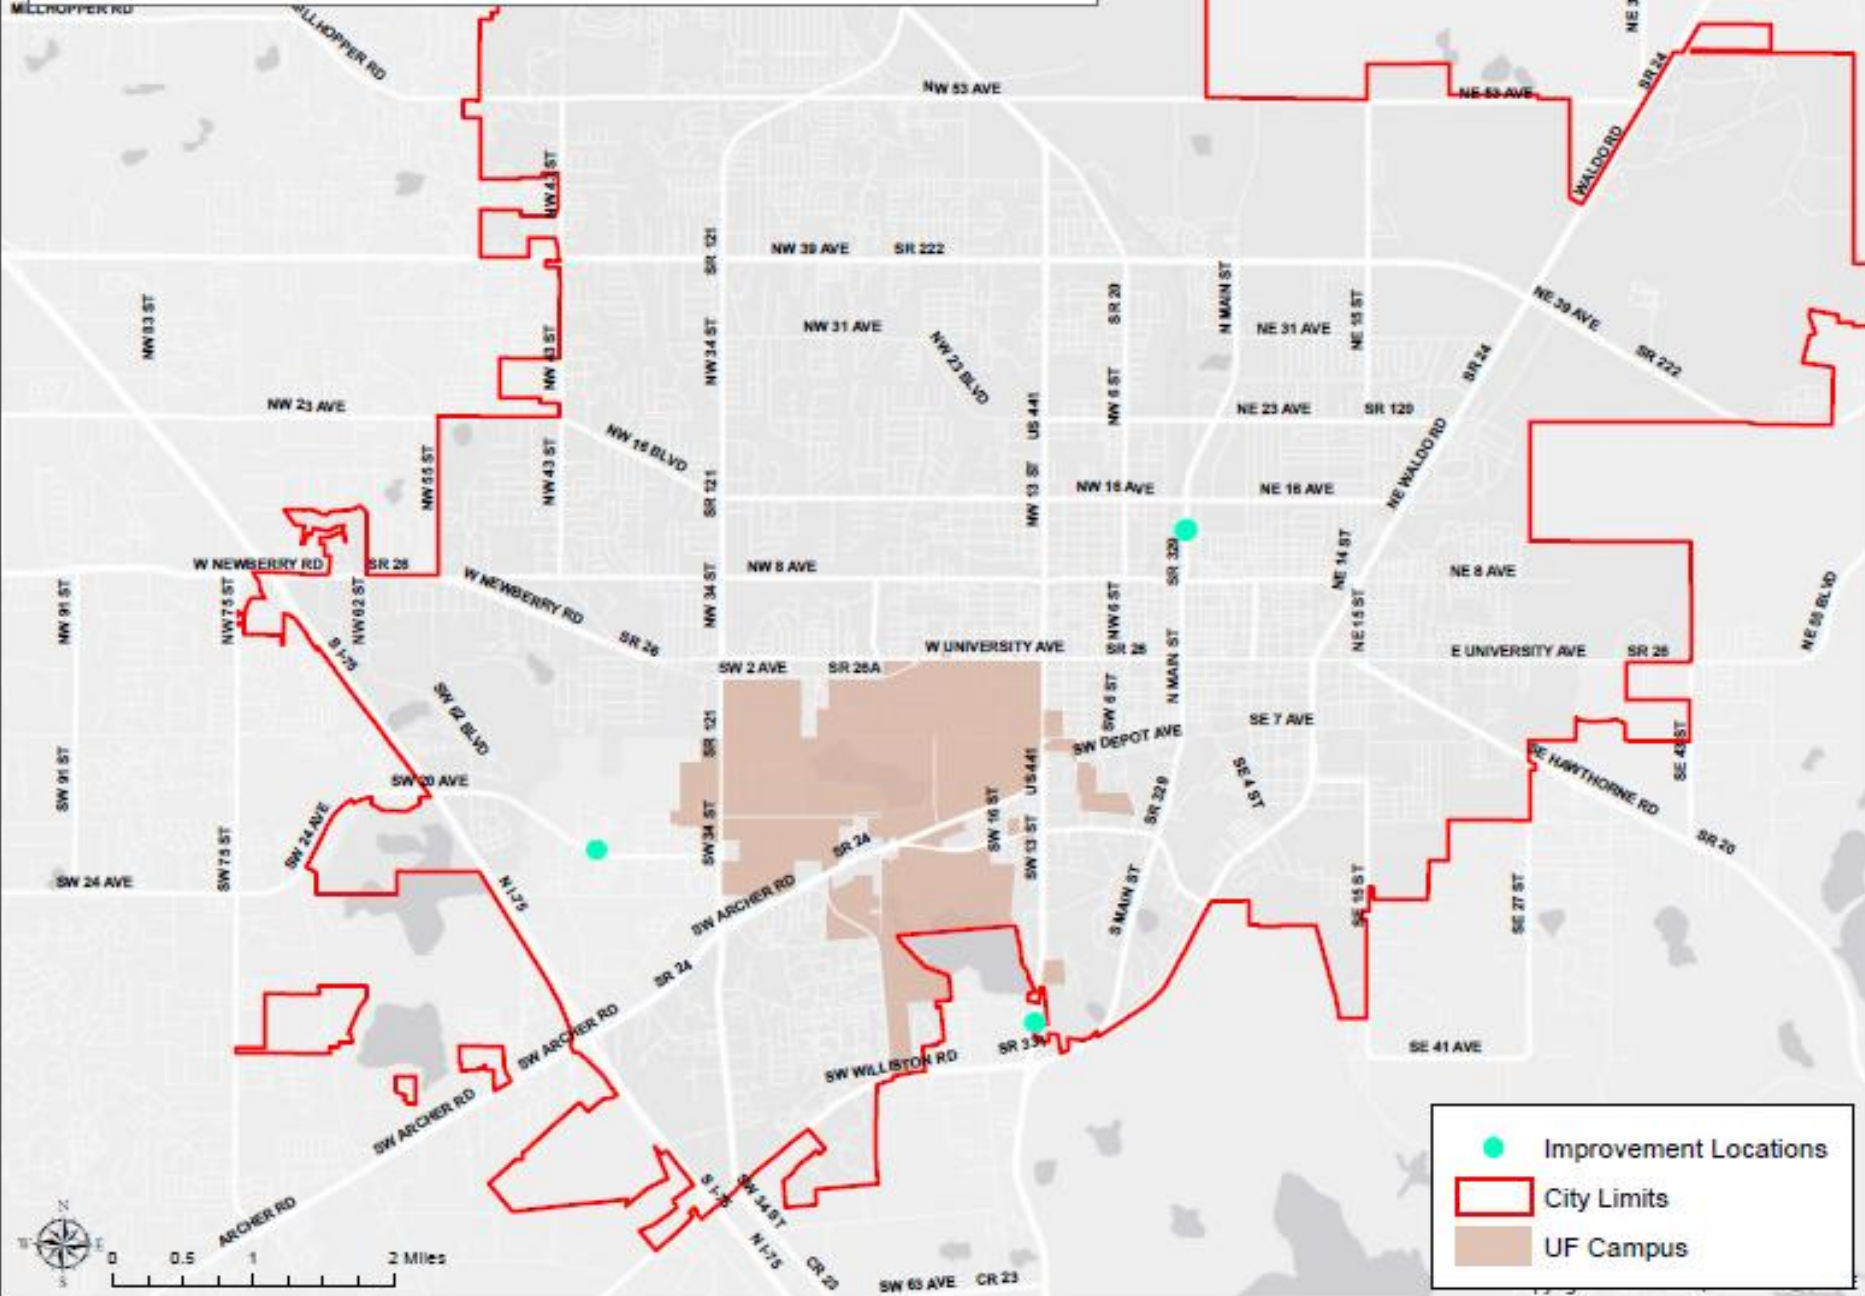 MILLHOPPER RD
MILLHOPPER RD
NW 53 AVE
NE 53 AVE
SR 24
WALDO RD
SR 121
NW 39 AVE
SR 222
N MAIN ST
SR 20
NE 15 ST
NE 39 AVE
SR 222
NW 83 ST
NW 43 ST
NW 34 ST
NW 31 AVE
NW 23 BLVD
NE 31 AVE
SR 24
NW 23 AVE
US 441
NW 6 ST
NE 23 AVE
SR 120
NW 16 BLVD
NW 55 ST
NW 43 ST
SR 121
NW 13 ST
NW 16 AVE
NE 16 AVE
NE WALDO RD
W NEWBERRY RD
SR 26
W NEWBERRY RD
NW 8 AVE
SR 329
NE 14 ST
NE 8 AVE
NW 91 ST
NW 75 ST
NW 62 ST
NW 34 ST
NW 6 ST
NE 15 ST
NE 55 BLVD
S I-75
SR 26
SW 2 AVE
SR 26A
W UNIVERSITY AVE
SR 26
N MAIN ST
E UNIVERSITY AVE
SR 26
SW 62 BLVD
SR 121
SW 6 ST
SW DEPOT AVE
SE 7 AVE
SE 43 ST
SW 91 ST
SW 20 AVE
US 441
SE 4 ST
SE HAWTHORNE RD
SW 24 AVE
SW 34 ST
SR 24
SW 16 ST
SW 13 ST
SR 329
SR 20
SW 24 AVE
SW 75 ST
N I-75
SW ARCHER RD
S MAIN ST
SE 15 ST
SE 27 ST
SR 24
SW ARCHER RD
SW WILLISTON RD
SR 331
SE 41 AVE
SW ARCHER RD
ARCHER RD
S I-75
SW 34 ST
N I-75
CR 23
SW 63 AVE
CR 23
N
W
E
S
0 0.5 1 2 Miles
Improvement Locations
City Limits
UF Campus